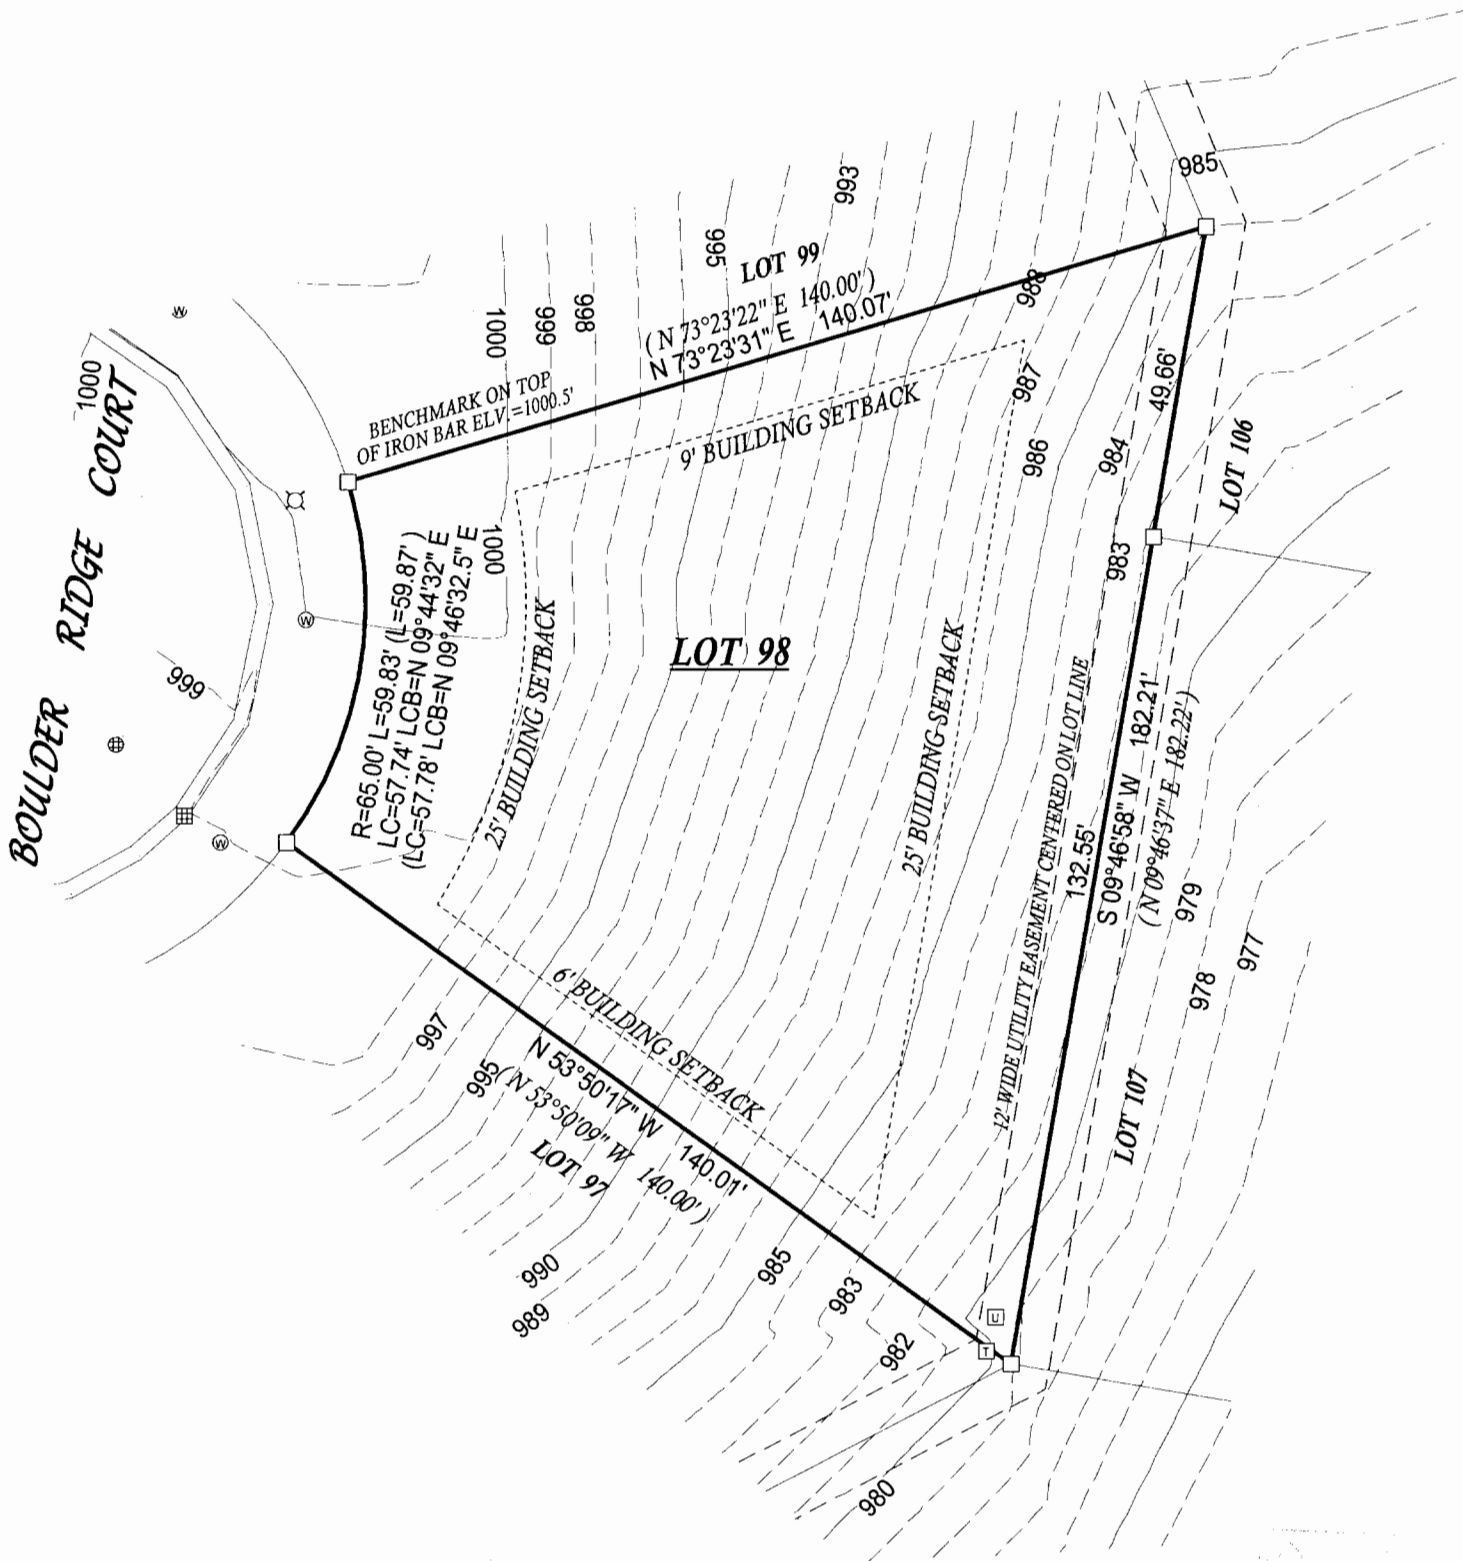 985
993
995
LOT 99
( N 73°23'22" E 140.00' )
N 73°23'31" E 140.07'
988
998
999
1000
1000
BENCHMARK ON TOP
OF IRON BAR ELV.=1000.5'
9' BUILDING SETBACK
987
986
984
983
49.66'
LOT 106
BOULDER RIDGE COURT
999
R=65.00' L=59.83' (L=59.87' )
LC=57.74' LCB=N 09°44'32" E
(LC=57.78' LCB=N 09°46'32.5" E
1000
25' BUILDING SETBACK
LOT 98
25' BUILDING SETBACK
12' WIDE UTILITY EASEMENT CENTERED ON LOT LINE
132.55'
S 09°46'58" W 182.21'
( N 09°46'37" E 182.22' )
979
978
977
LOT 107
W
W
W
6' BUILDING SETBACK
N 53°50'17" W 140.01'
( N 53°50'09" W 140.00' )
LOT 97
997
995
990
989
985
983
982
980
U
T